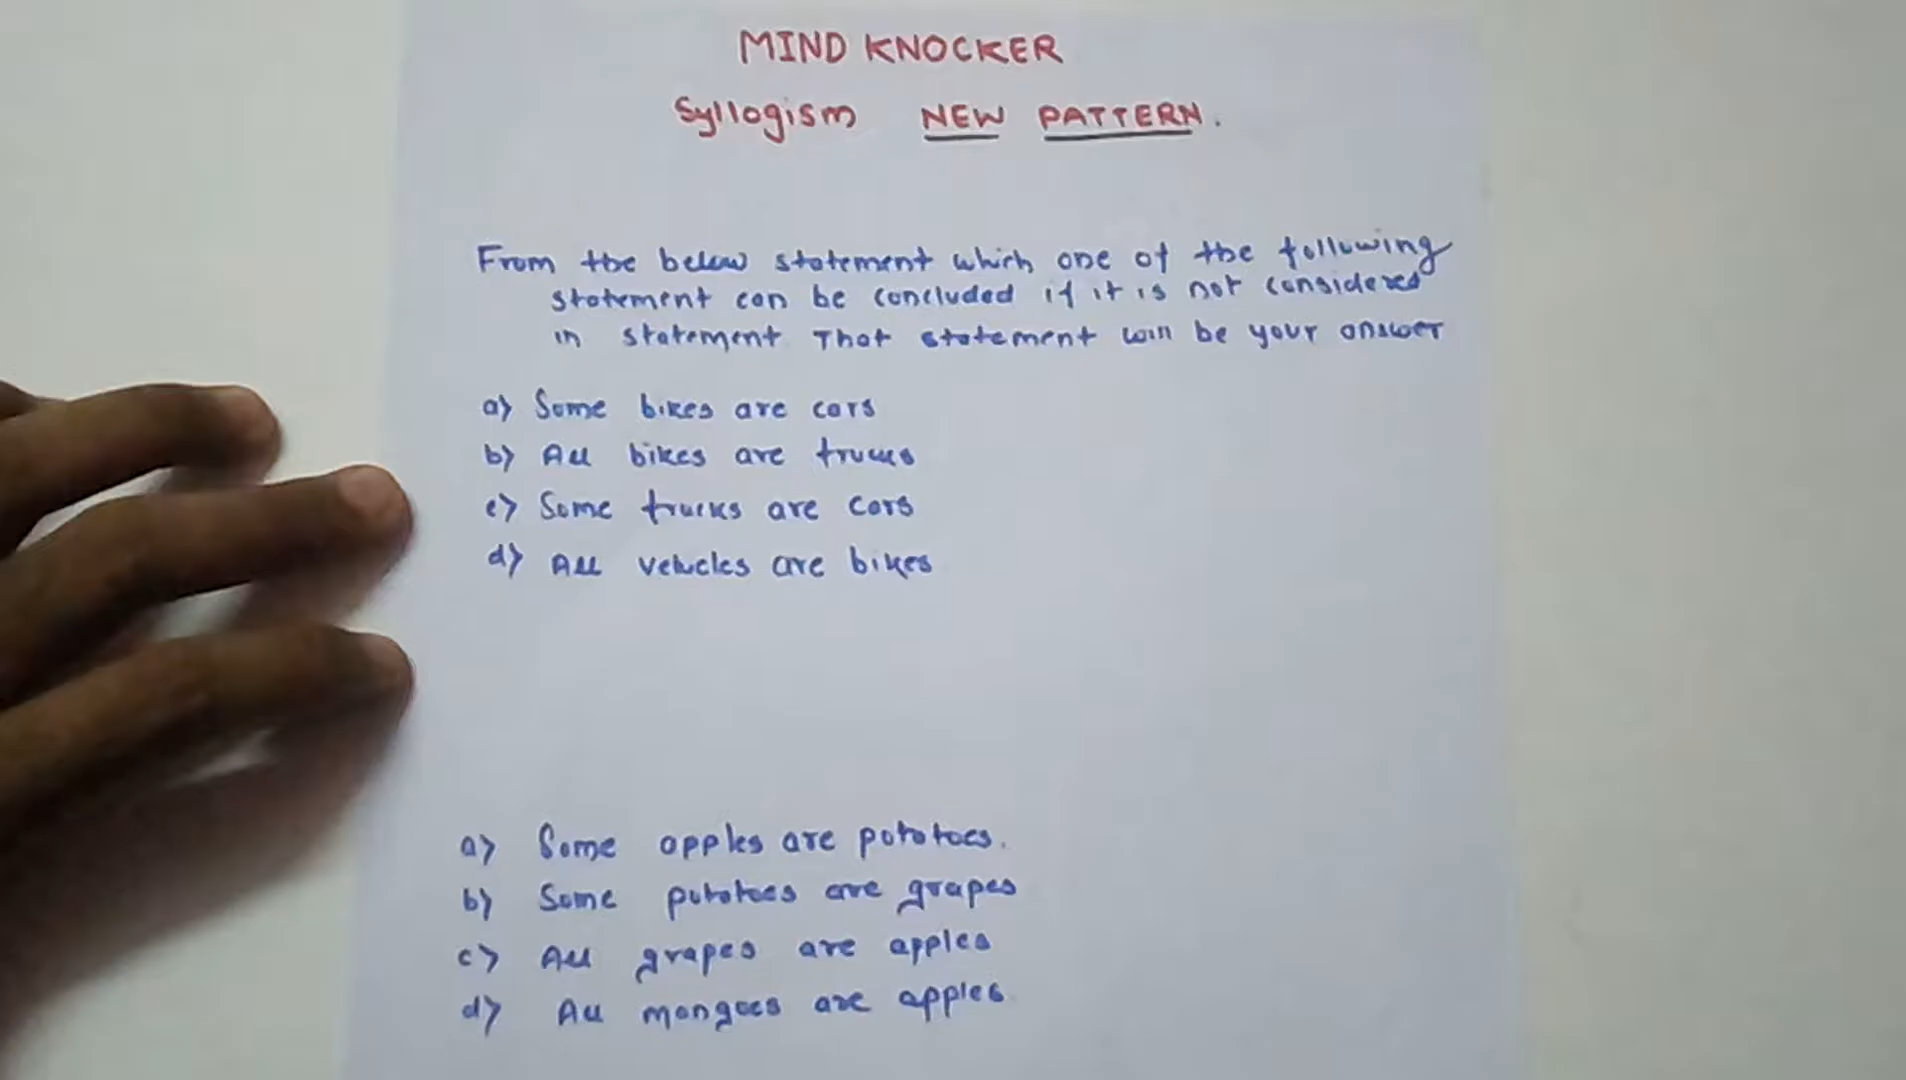 MIND KNOCKER
Syllogism NEW PATTERN.
From the below statement which one of the following
statement can be concluded if it is not considered
in statement That statement will be your answer
a) Some bikes are cars
b) All bikes are trucks
c) Some trucks are cars
d) All vehicles are bikes
a) Some apples are potatoes.
b) Some potatoes are grapes
c) All grapes are apples
d) All mangoes are apples.